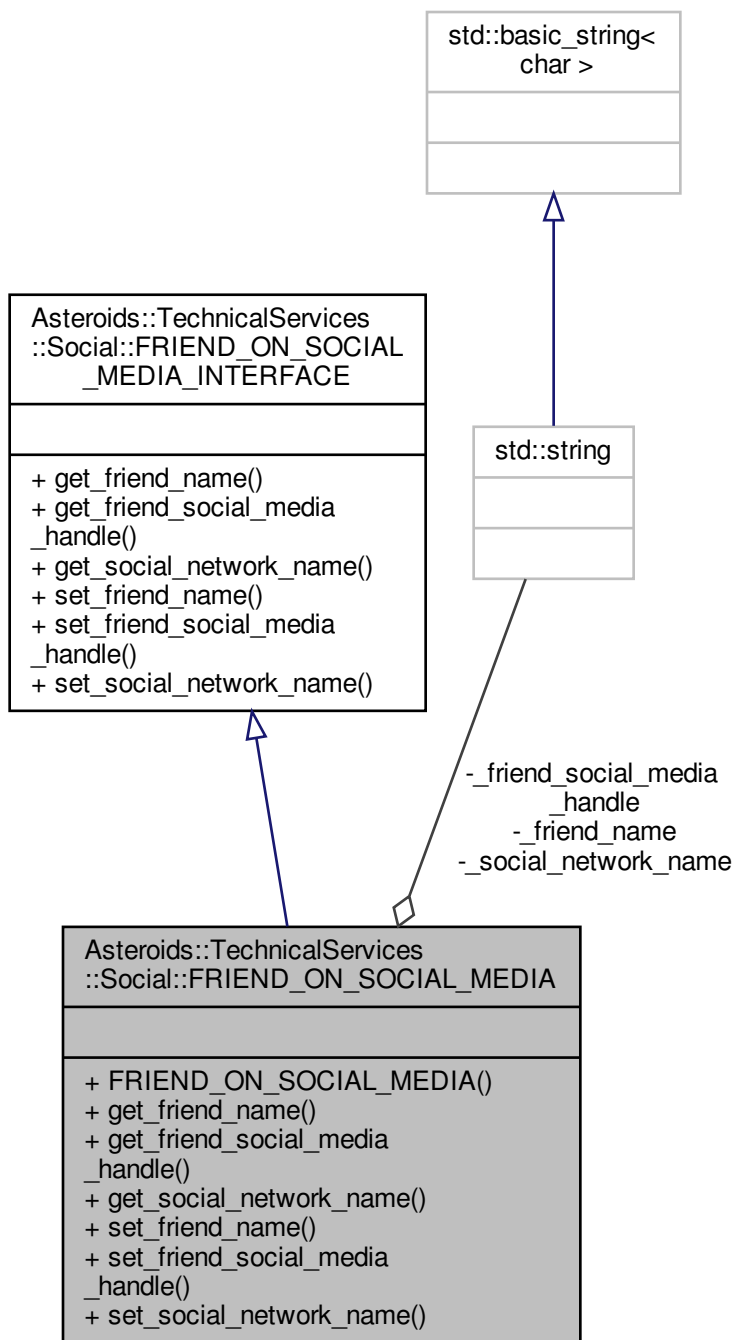 std::basic_string<
char >
Asteroids::TechnicalServices
::Social::FRIEND_ON_SOCIAL
_MEDIA_INTERFACE
+ get_friend_name()
+ get_friend_social_media
_handle()
+ get_social_network_name()
+ set_friend_name()
+ set_friend_social_media
_handle()
+ set_social_network_name()
std::string
-_friend_social_media
_handle
-_friend_name
-_social_network_name
Asteroids::TechnicalServices
::Social::FRIEND_ON_SOCIAL_MEDIA
+ FRIEND_ON_SOCIAL_MEDIA()
+ get_friend_name()
+ get_friend_social_media
_handle()
+ get_social_network_name()
+ set_friend_name()
+ set_friend_social_media
_handle()
+ set_social_network_name()